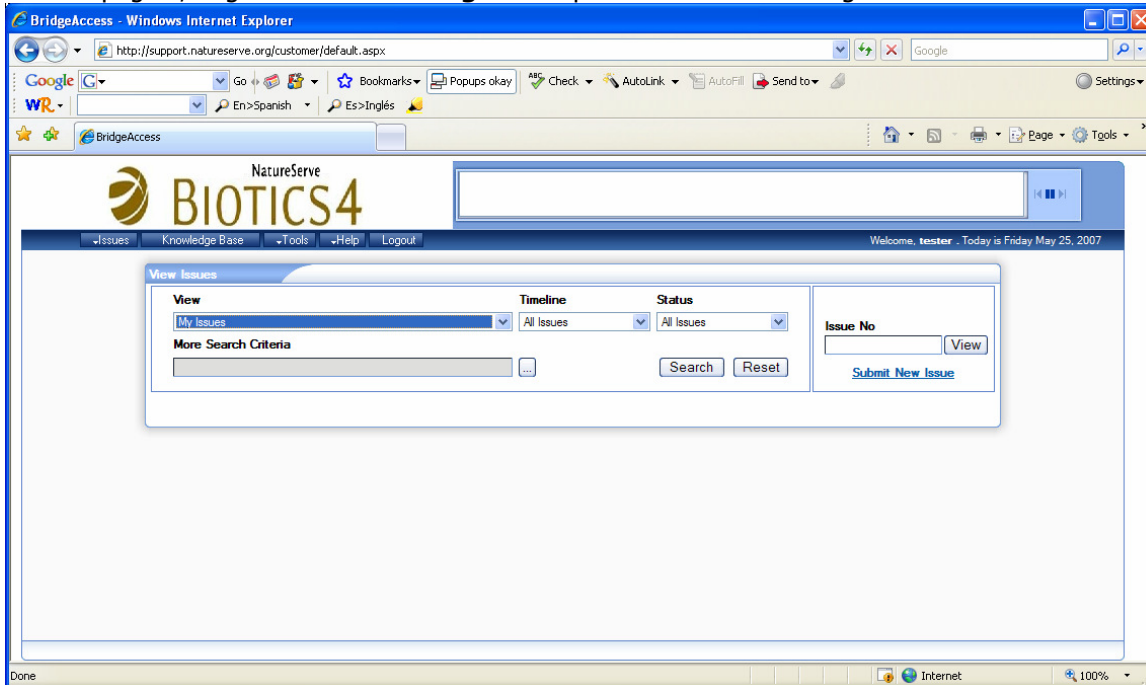 BridgeAccess - Windows Internet Explorer
http://support.natureserve.org/customer/default.aspx
Google
Google G Go Bookmarks Popups okay ABC Check AutoLink AutoFill Send to Settings
WR En>Spanish Es>Inglés
BridgeAccess Page Tools
NatureServe
BIOTICS4
Issues Knowledge Base Tools Help Logout Welcome, tester . Today is Friday May 25, 2007
View Issues
View Timeline Status
My Issues All Issues All Issues
Issue No
More Search Criteria
View
... Search Reset
Submit New Issue
Done Internet 100%